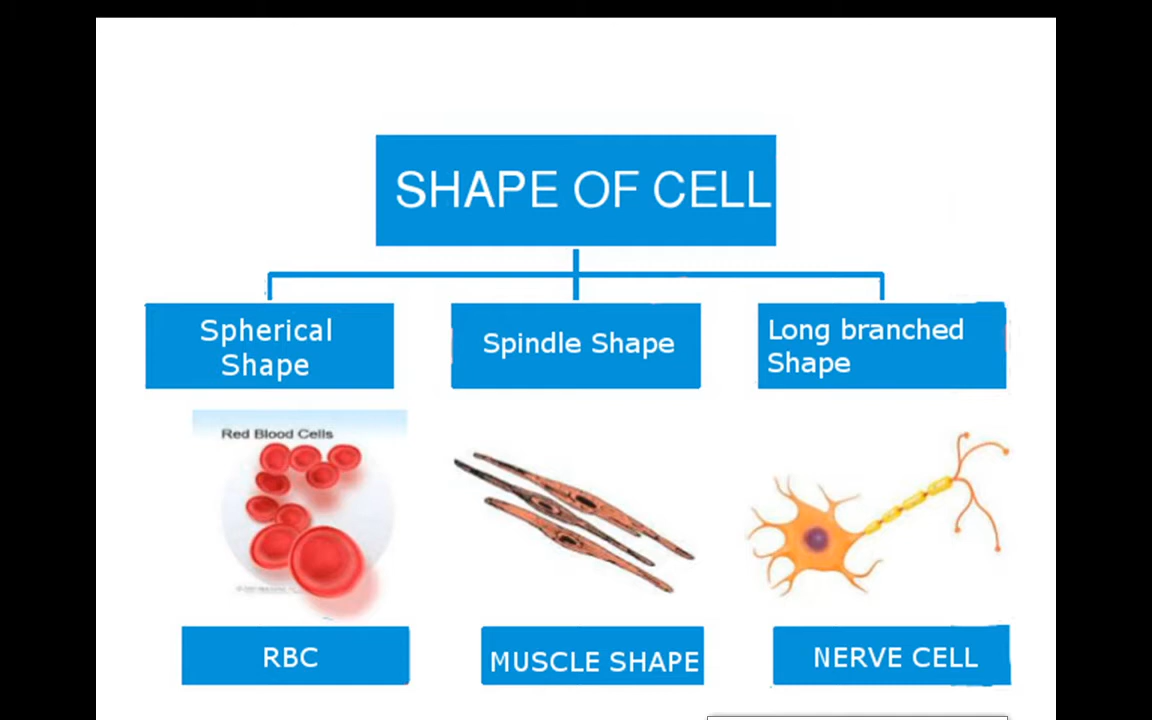 SHAPE OF CELL
Spherical
Shape
Spindle Shape
Long branched
Shape
Red Blood Cells
RBC
MUSCLE SHAPE
NERVE CELL